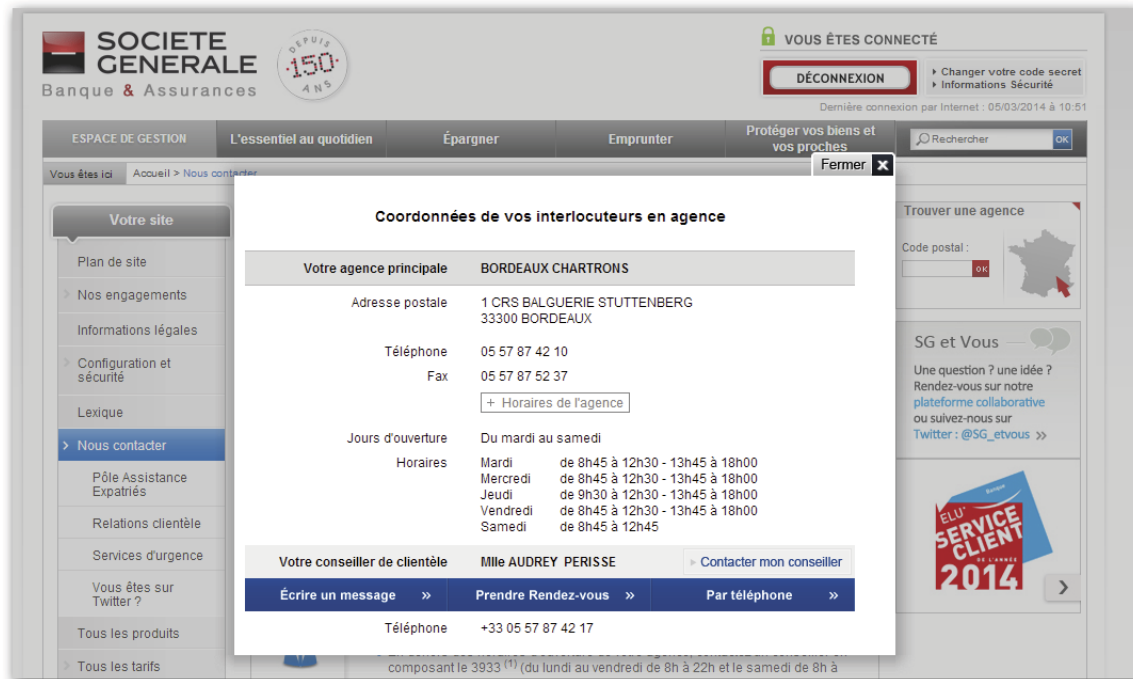 SOCIETE
GENERALE
Banque & Assurances
DEPUIS
150
ANS
VOUS ÊTES CONNECTÉ
DÉCONNEXION
Changer votre code secret
Informations Sécurité
Dernière connexion par Internet : 05/03/2014 à 10:51
ESPACE DE GESTION
L'essentiel au quotidien
Épargner
Emprunter
Protéger vos biens et
vos proches
Rechercher
OK
Vous êtes ici
Accueil > Nous contacter
Fermer X
Votre site
Plan de site
Nos engagements
Informations légales
Configuration et
sécurité
Lexique
Nous contacter
Pôle Assistance
Expatriés
Relations clientèle
Services d'urgence
Vous êtes sur
Twitter ?
Tous les produits
Tous les tarifs
Coordonnées de vos interlocuteurs en agence
Votre agence principale BORDEAUX CHARTRONS
Adresse postale 1 CRS BALGUERIE STUTTENBERG
33300 BORDEAUX
Téléphone 05 57 87 42 10
Fax 05 57 87 52 37
+ Horaires de l'agence
Jours d'ouverture Du mardi au samedi
Horaires Mardi de 8h45 à 12h30 - 13h45 à 18h00
Mercredi de 8h45 à 12h30 - 13h45 à 18h00
Jeudi de 9h30 à 12h30 - 13h45 à 18h00
Vendredi de 8h45 à 12h30 - 13h45 à 18h00
Samedi de 8h45 à 12h45
Votre conseiller de clientèle Mlle AUDREY PERISSE Contacter mon conseiller
Écrire un message » Prendre Rendez-vous » Par téléphone »
Téléphone +33 05 57 87 42 17
composant le 3933 (1) (du lundi au vendredi de 8h à 22h et le samedi de 8h à
Trouver une agence
Code postal :
OK
SG et Vous
Une question ? une idée ?
Rendez-vous sur notre
plateforme collaborative
ou suivez-nous sur
Twitter : @SG_etvous »
Banque
ELU
SERVICE
CLIENT
DE L'ANNÉE
2014